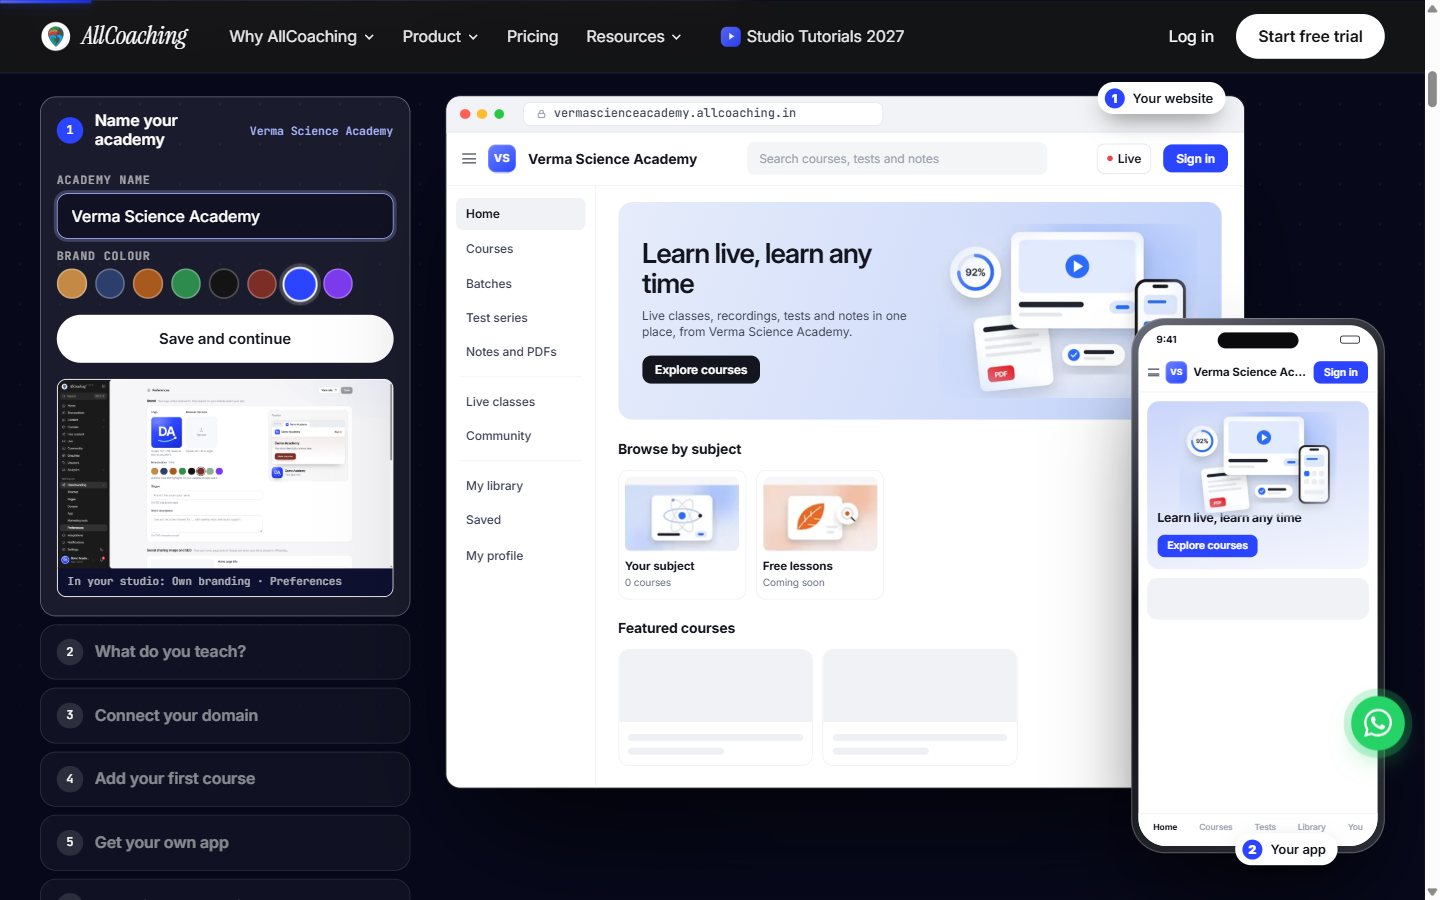 AllCoaching
Why AllCoaching
Product
Pricing
Resources
Studio Tutorials 2027
Log in
Start free trial
1
Name your
academy
Verma Science Academy
ACADEMY NAME
Verma Science Academy
BRAND COLOUR
Save and continue
DA
In your studio: Own branding · Preferences
2
What do you teach?
3
Connect your domain
4
Add your first course
5
Get your own app
vermascienceacademy.allcoaching.in
1
Your website
VS
Verma Science Academy
Search courses, tests and notes
Live
Sign in
Home
Courses
Batches
Test series
Notes and PDFs
Live classes
Community
My library
Saved
My profile
Learn live, learn any
time
Live classes, recordings, tests and notes in one
place, from Verma Science Academy.
Explore courses
92%
PDF
Browse by subject
Your subject
0 courses
Free lessons
Coming soon
Featured courses
9:41
VS
Verma Science Ac...
Sign in
92%
PDF
Learn live, learn any time
Explore courses
Home
Courses
Tests
Library
You
2
Your app